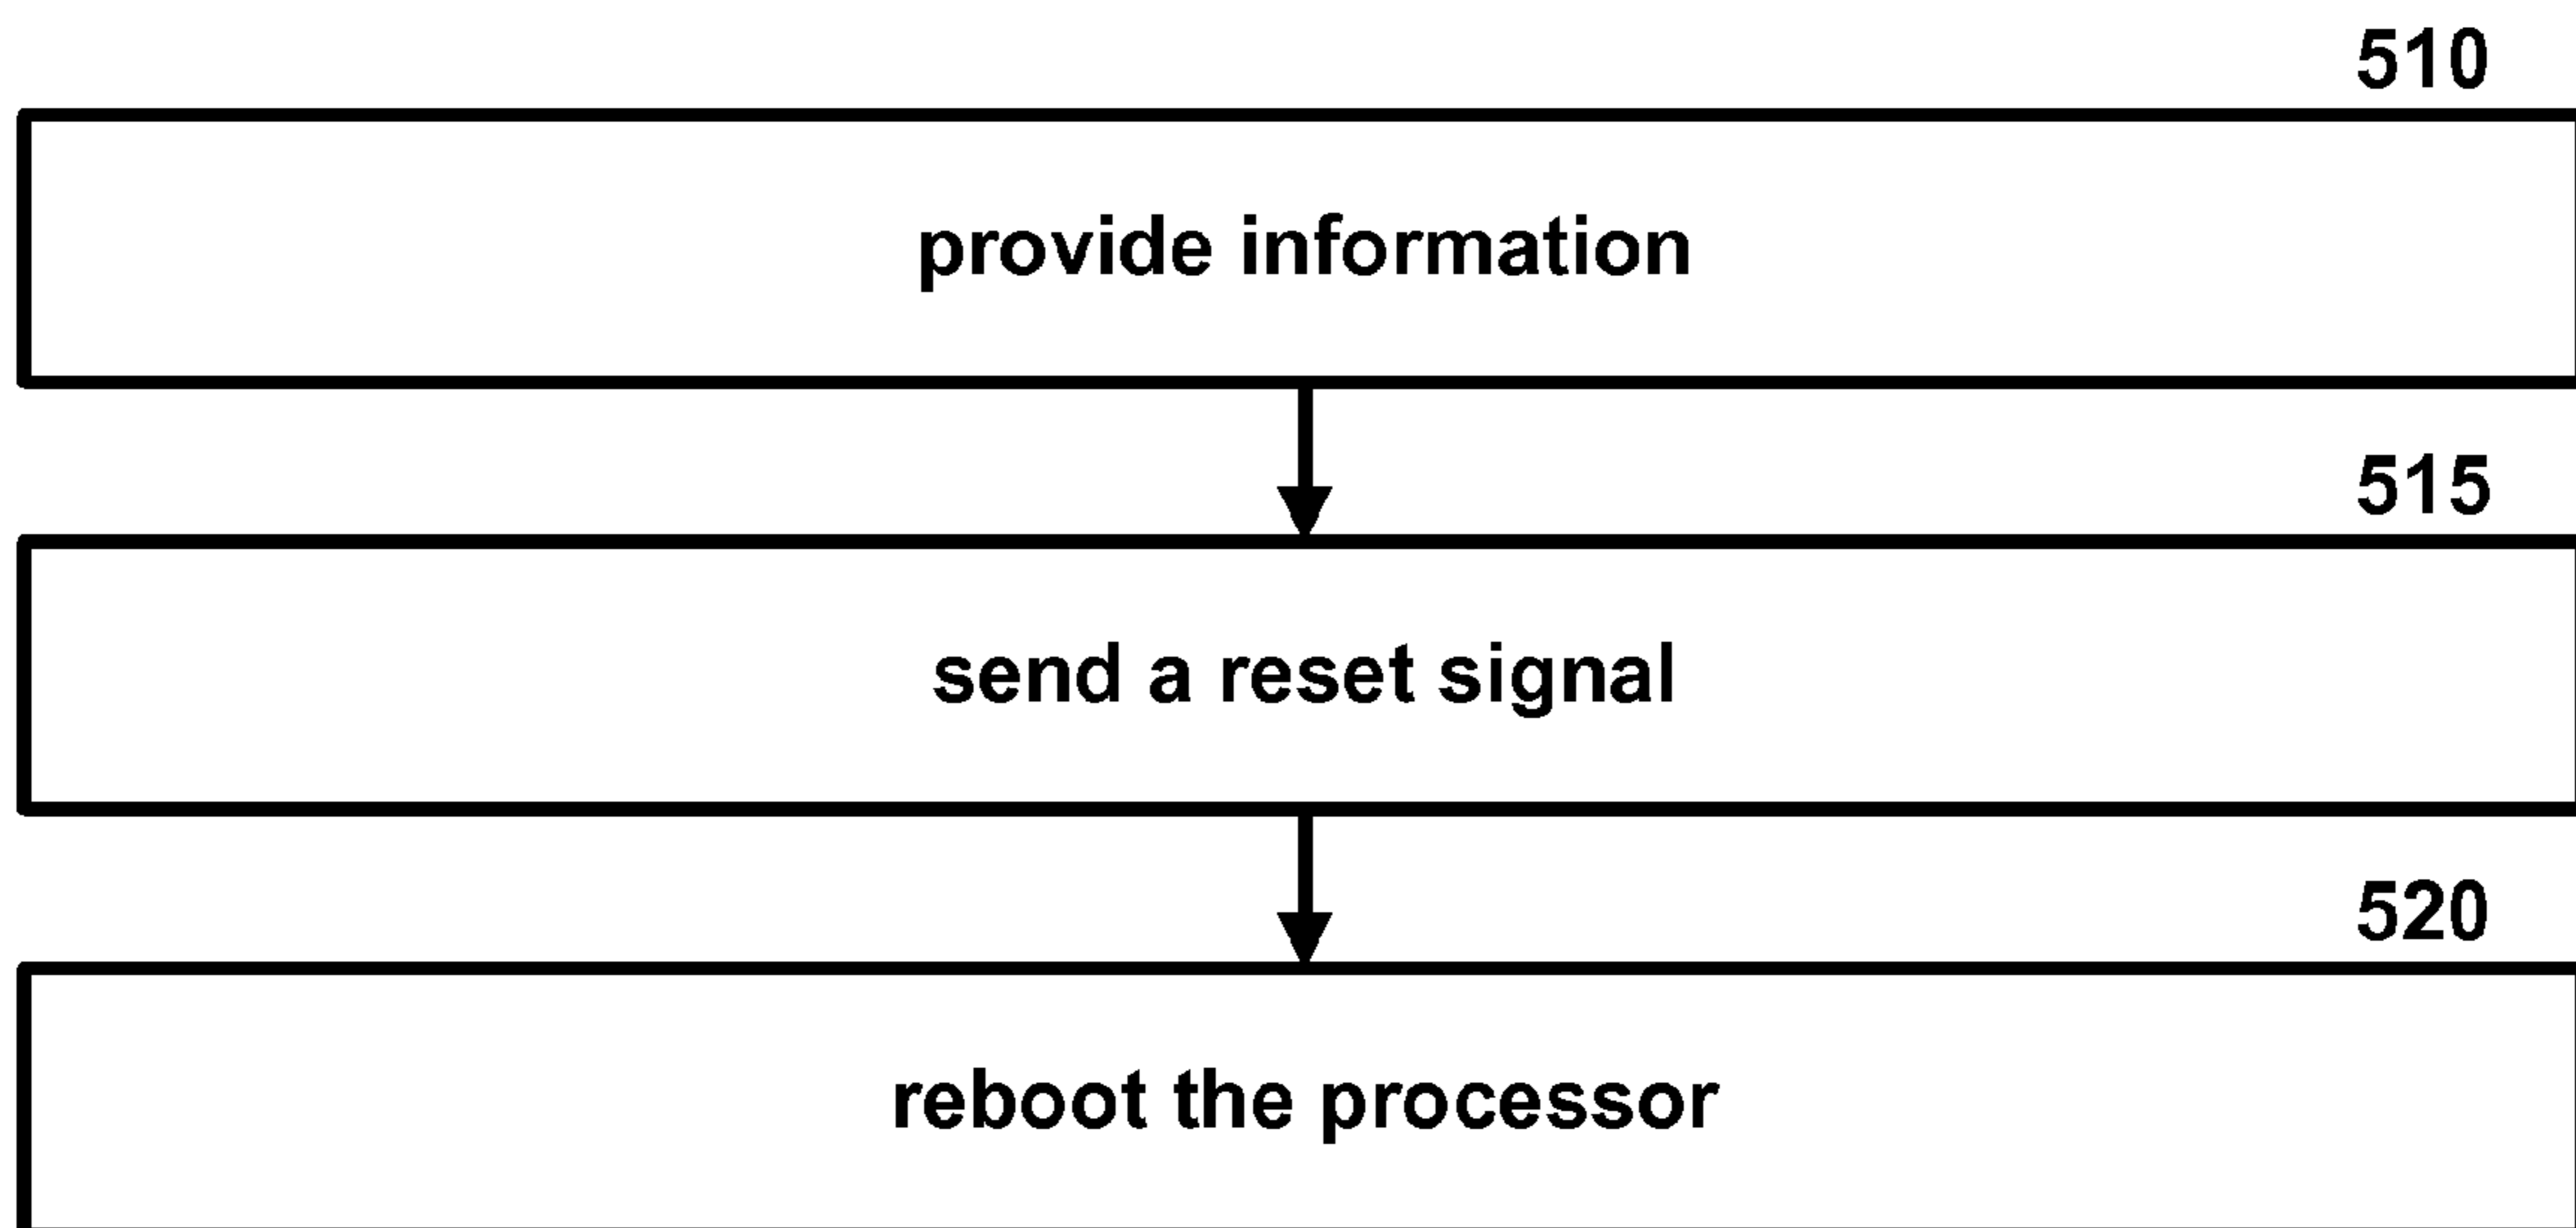 510
provide information
515
send a reset signal
520
reboot the processor